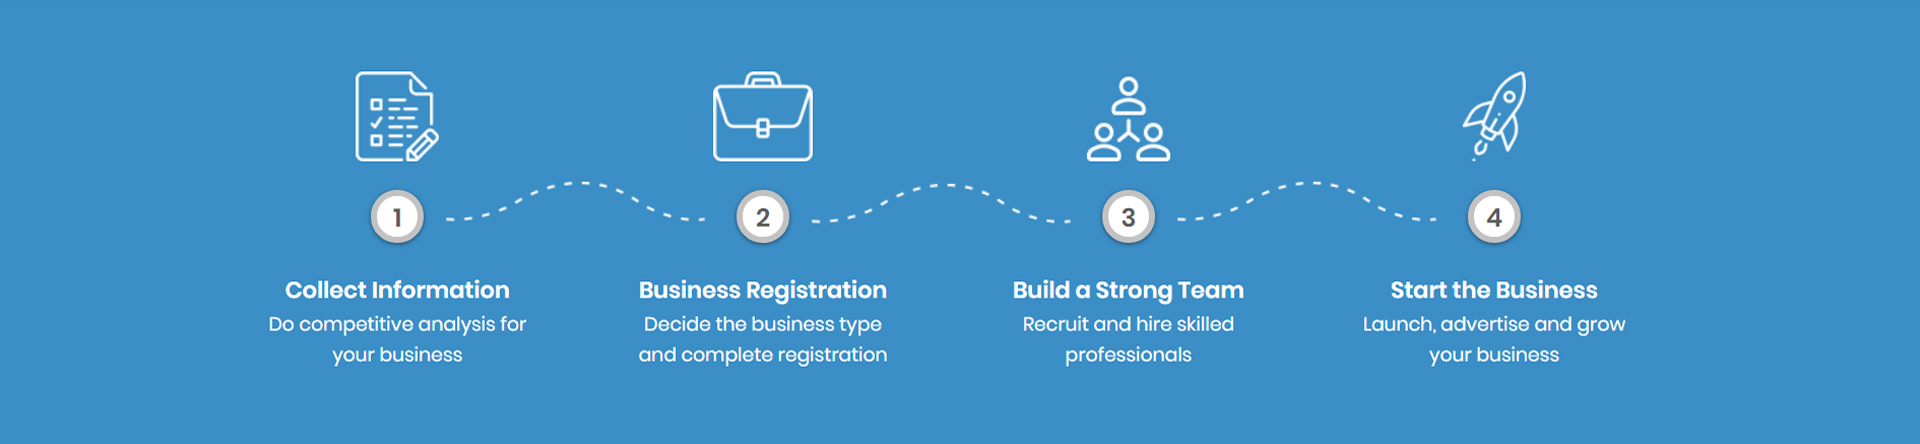 1
2
3
4
Collect Information
Do competitive analysis for
your business
Business Registration
Decide the business type
and complete registration
Build a Strong Team
Recruit and hire skilled
professionals
Start the Business
Launch, advertise and grow
your business